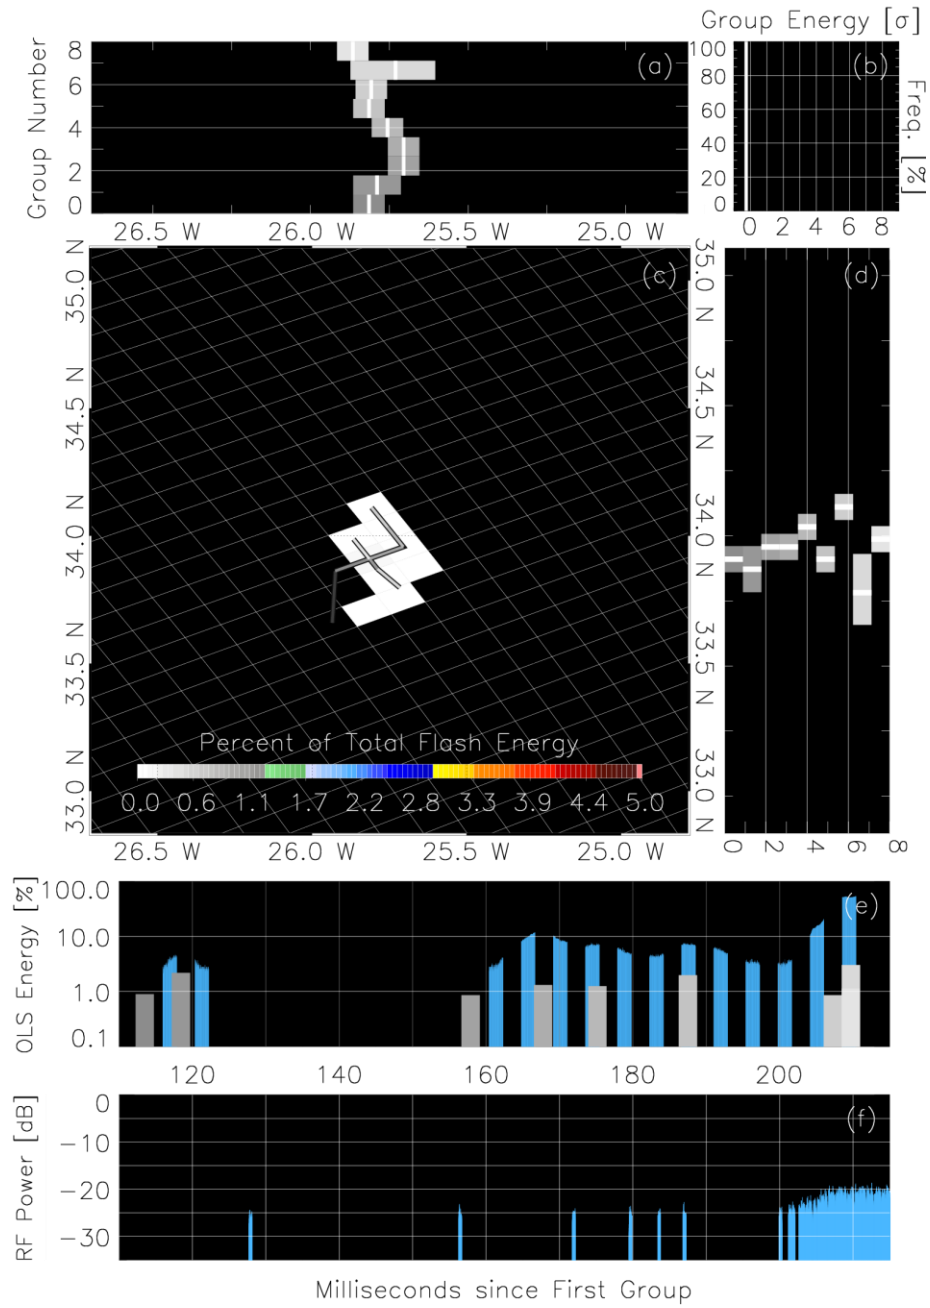 Group Energy [σ]
Group Number
8
6
4
2
0
(a)
100
80
60
40
20
0
(b)
Freq. [%]
26.5 W
26.0 W
25.5 W
25.0 W
0
2
4
6
8
35.0 N
34.5 N
34.0 N
33.5 N
33.0 N
(c)
35.0 N
34.5 N
34.0 N
33.5 N
33.0 N
(d)
Percent of Total Flash Energy
0.0
0.6
1.1
1.7
2.2
2.8
3.3
3.9
4.4
5.0
26.5 W
26.0 W
25.5 W
25.0 W
0
2
4
6
8
OLS Energy [%]
100.0
10.0
1.0
0.1
(e)
120
140
160
180
200
RF Power [dB]
0
−10
−20
−30
(f)
Milliseconds since First Group